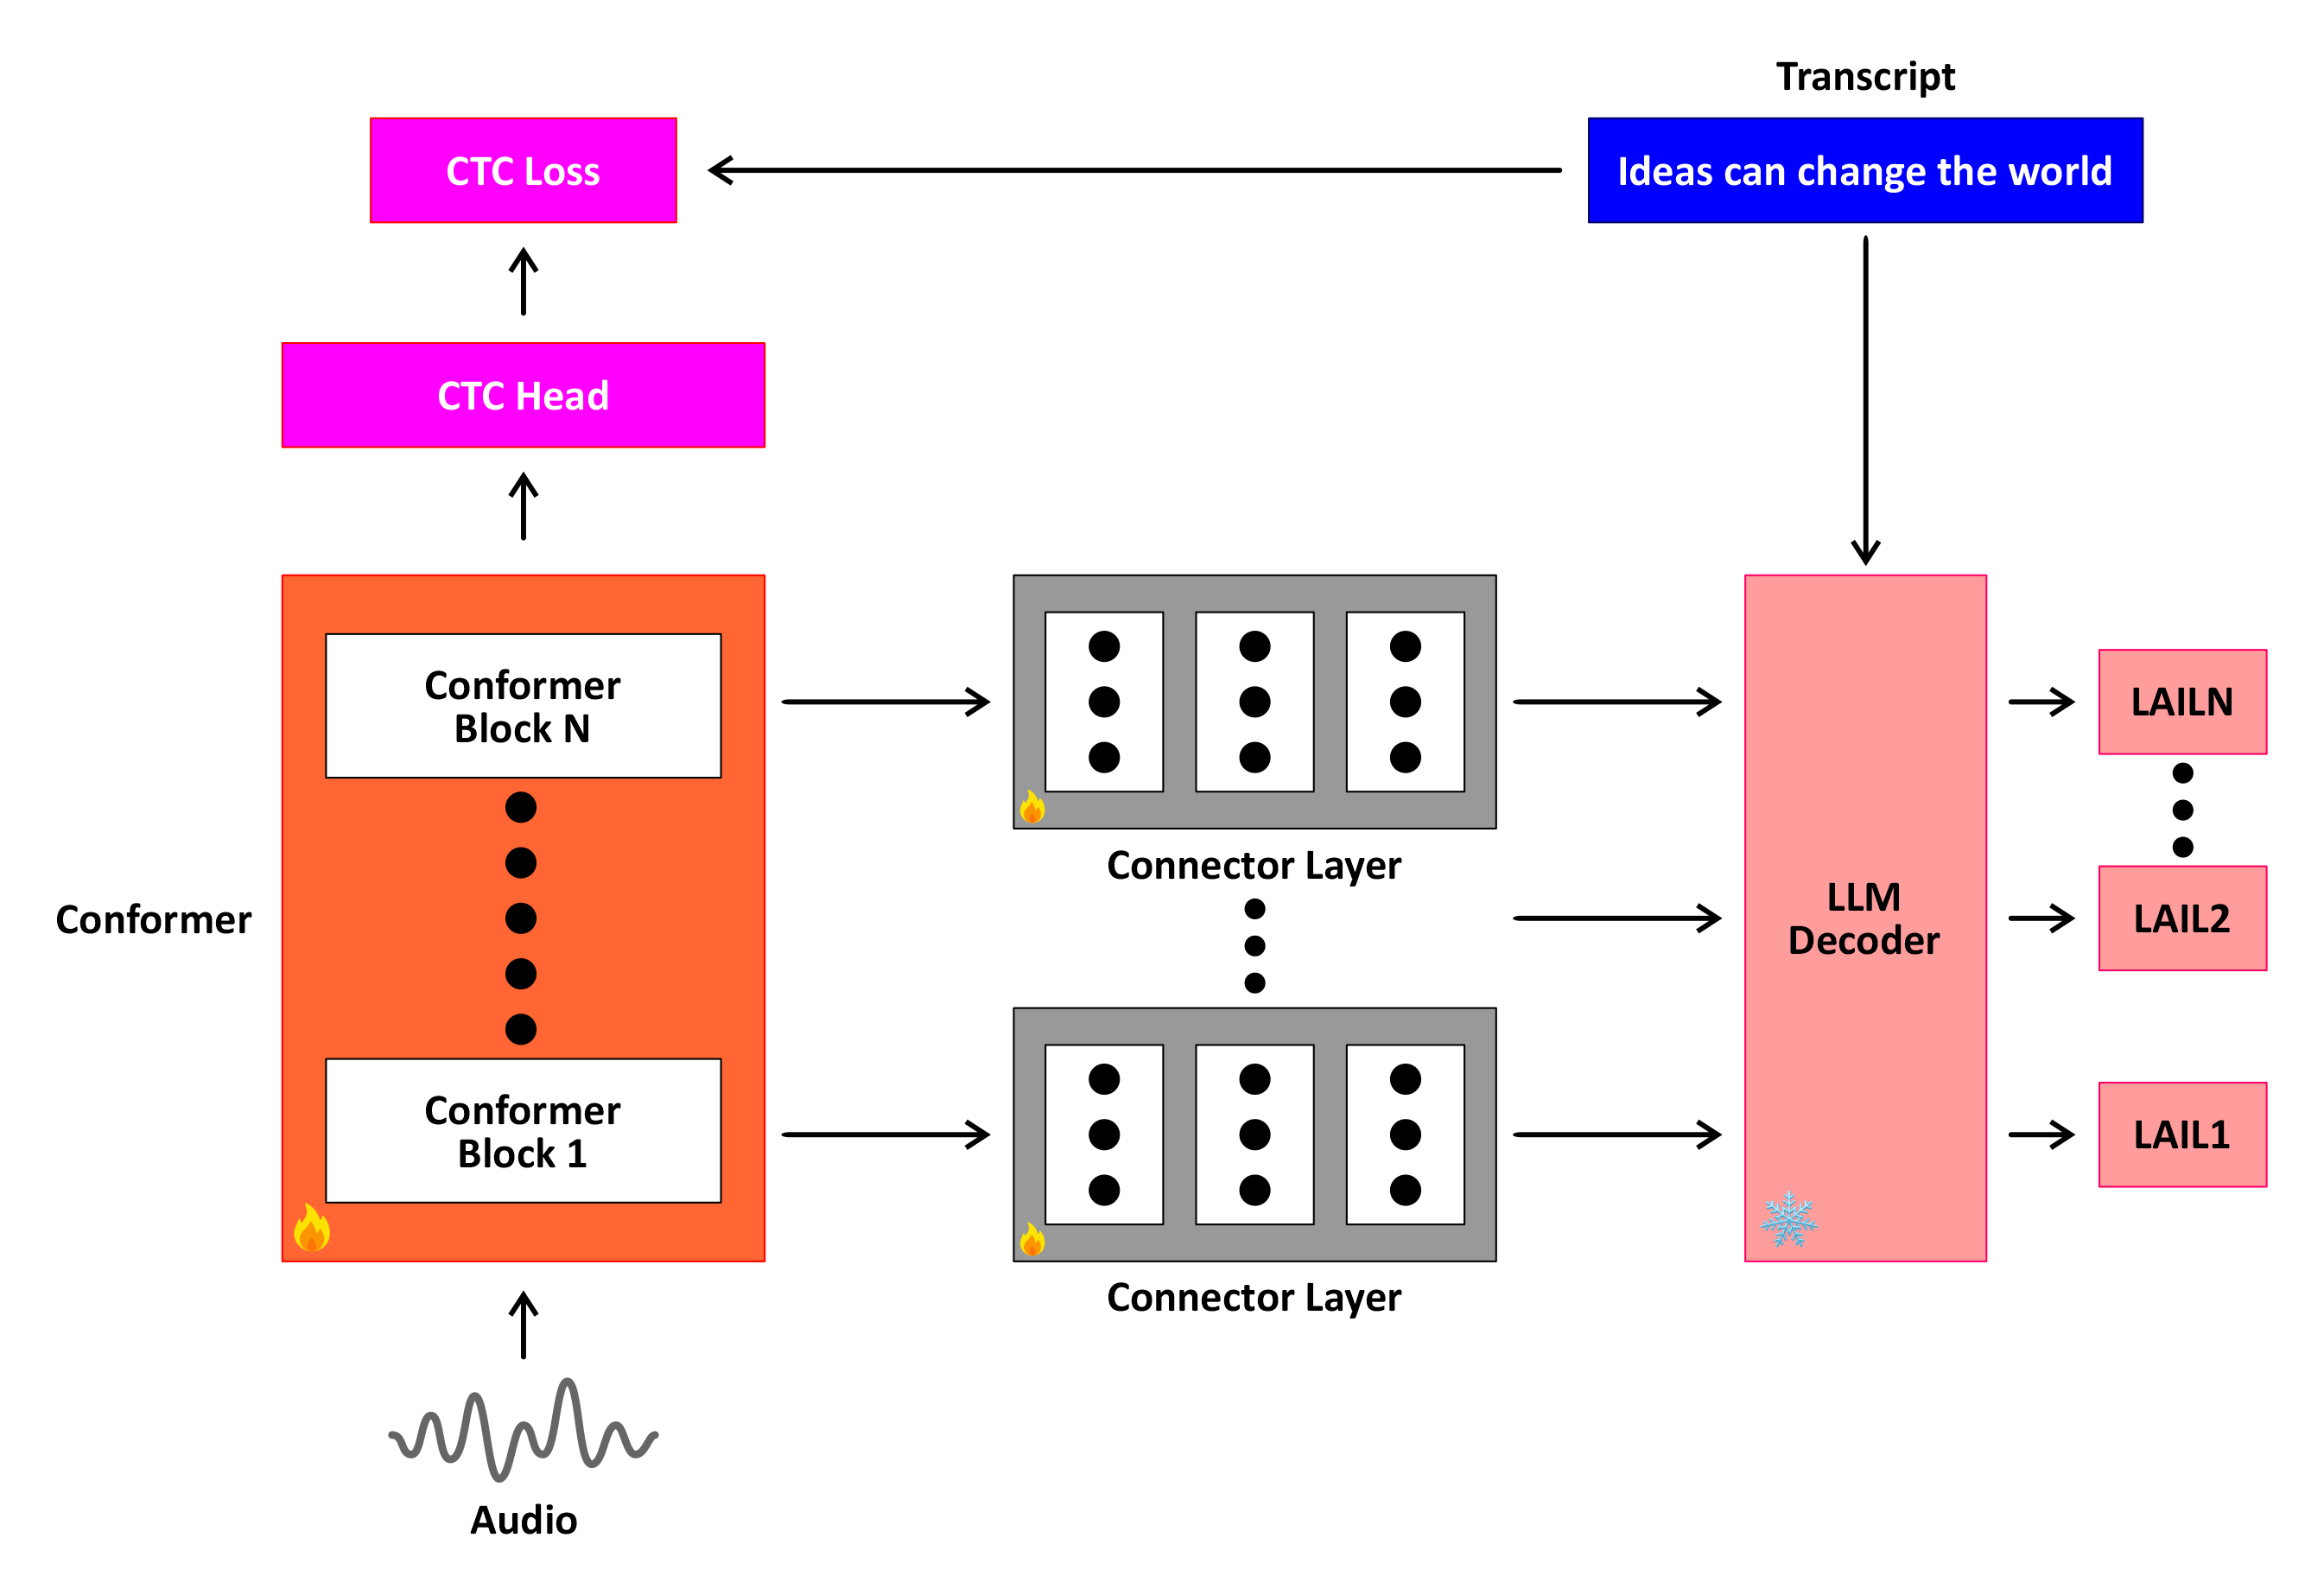 Transcript
CTC Loss
Ideas can change the world
CTC Head
Conformer
Block N
LAILN
Connector Layer
LLM
Decoder
Conformer
LAIL2
Conformer
Block 1
LAIL1
Connector Layer
Audio